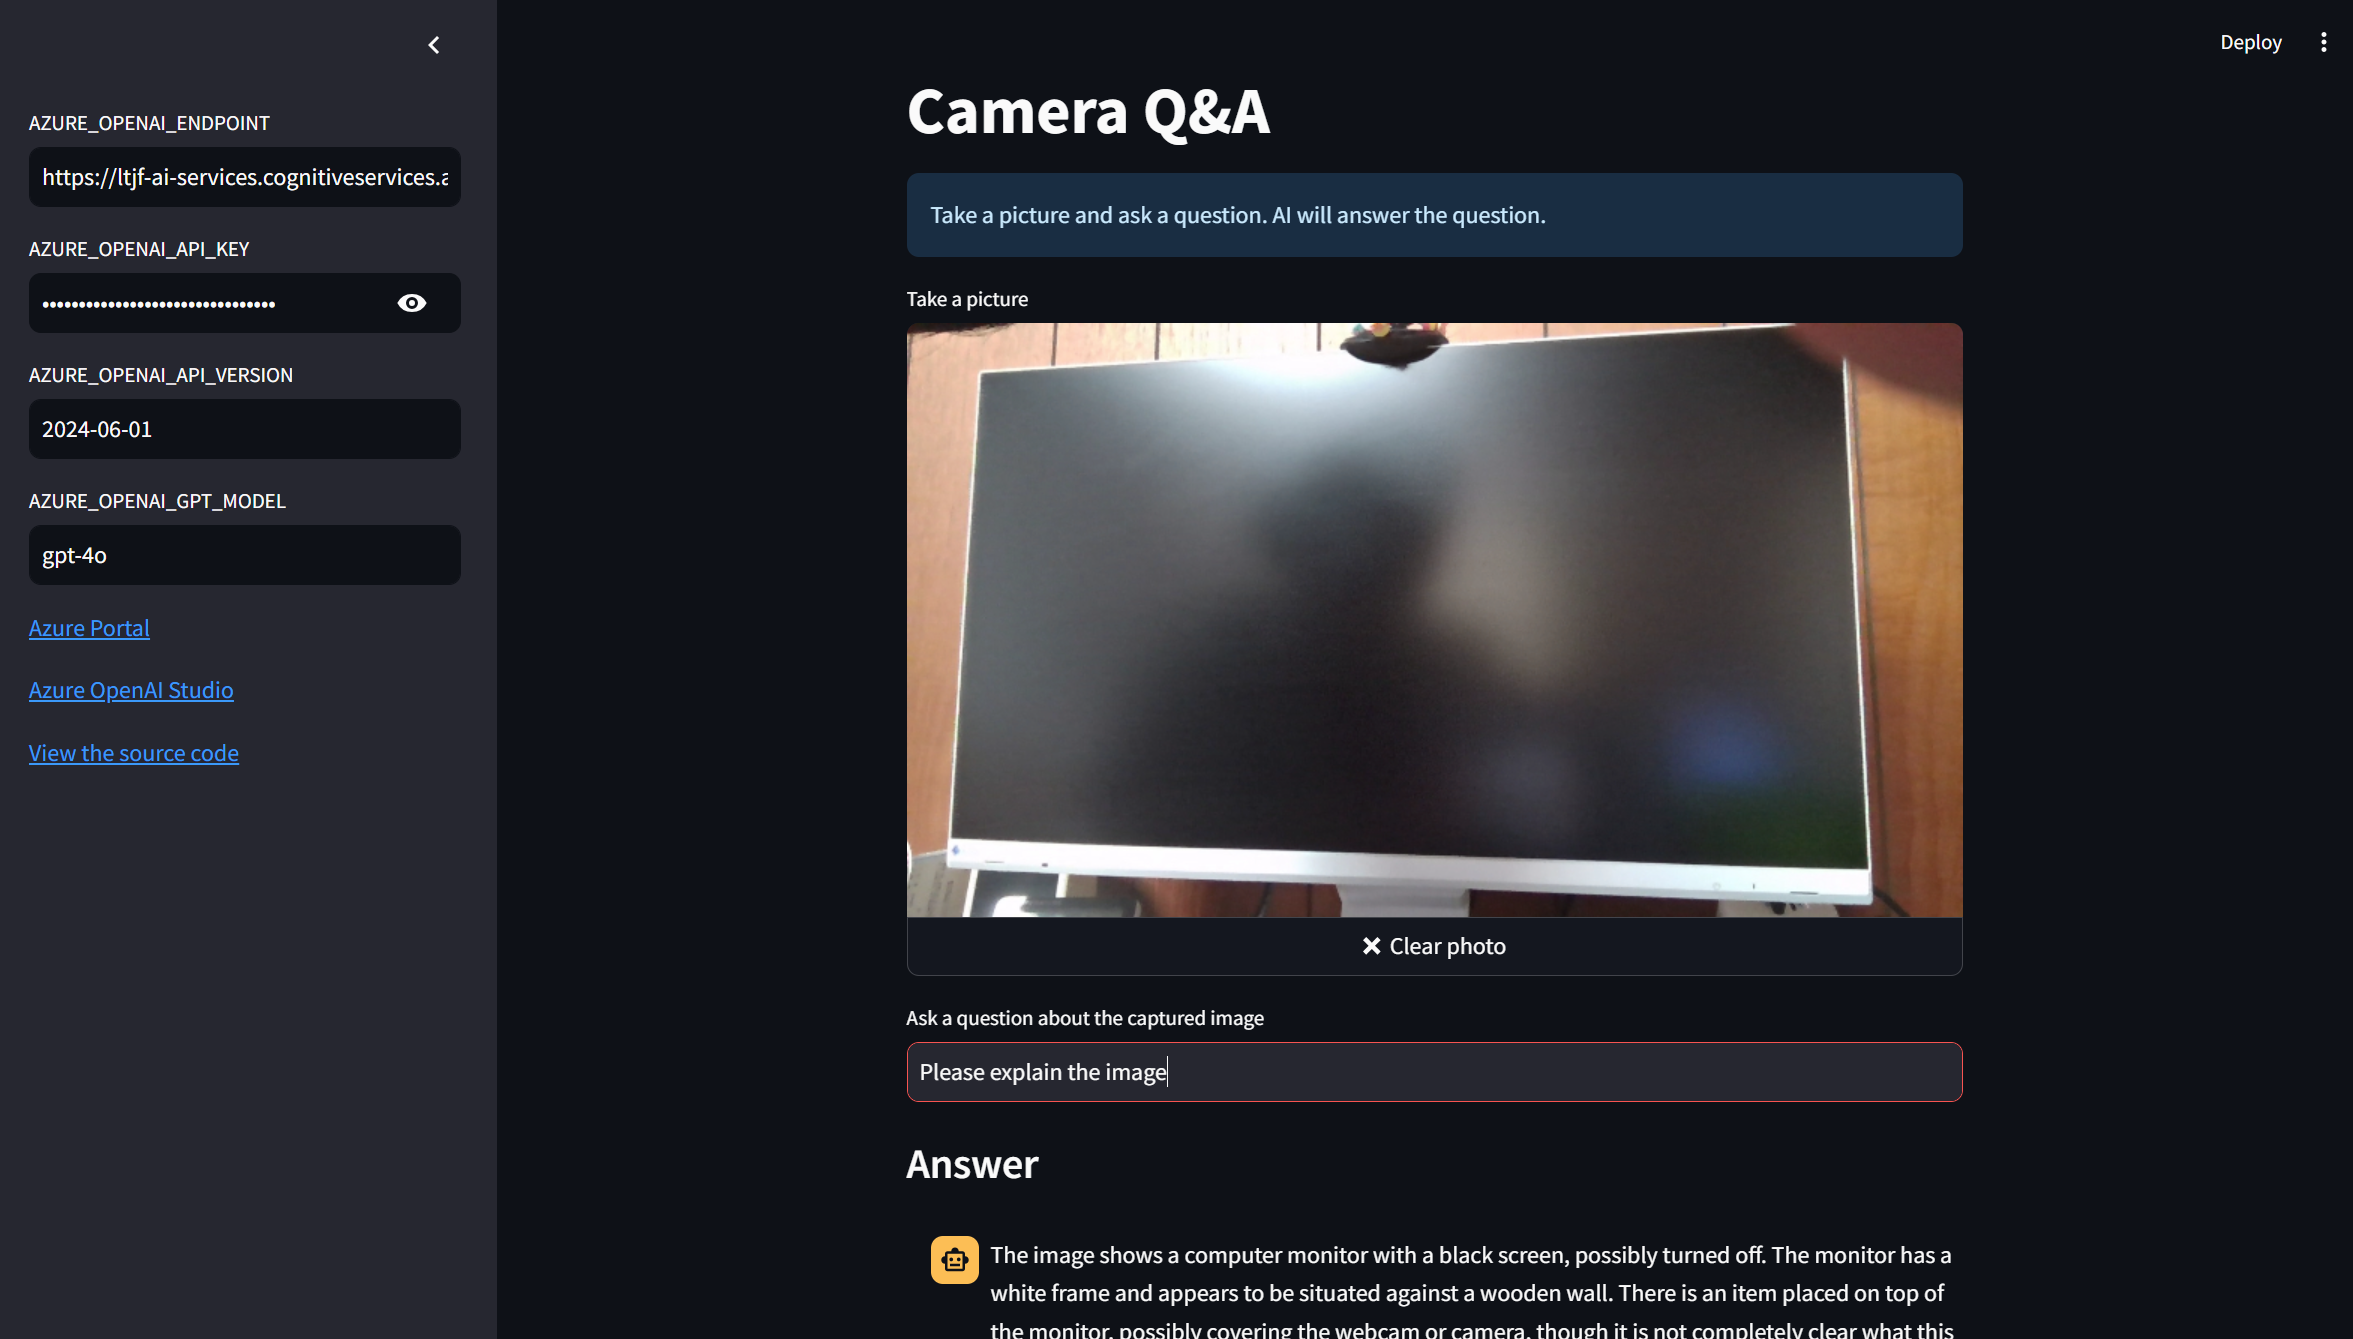 AZURE_OPENAI_ENDPOINT
https://ltjf-ai-services.cognitiveservices.a
AZURE_OPENAI_API_KEY
••••••••••••••••••••••••••••••••
AZURE_OPENAI_API_VERSION
2024-06-01
AZURE_OPENAI_GPT_MODEL
gpt-4o
Azure Portal
Azure OpenAI Studio
View the source code
Deploy
Camera Q&A
Take a picture and ask a question. AI will answer the question.
Take a picture
Clear photo
Ask a question about the captured image
Please explain the image
Answer
The image shows a computer monitor with a black screen, possibly turned off. The monitor has a
white frame and appears to be situated against a wooden wall. There is an item placed on top of
the monitor, possibly covering the webcam or camera, though it is not completely clear what this